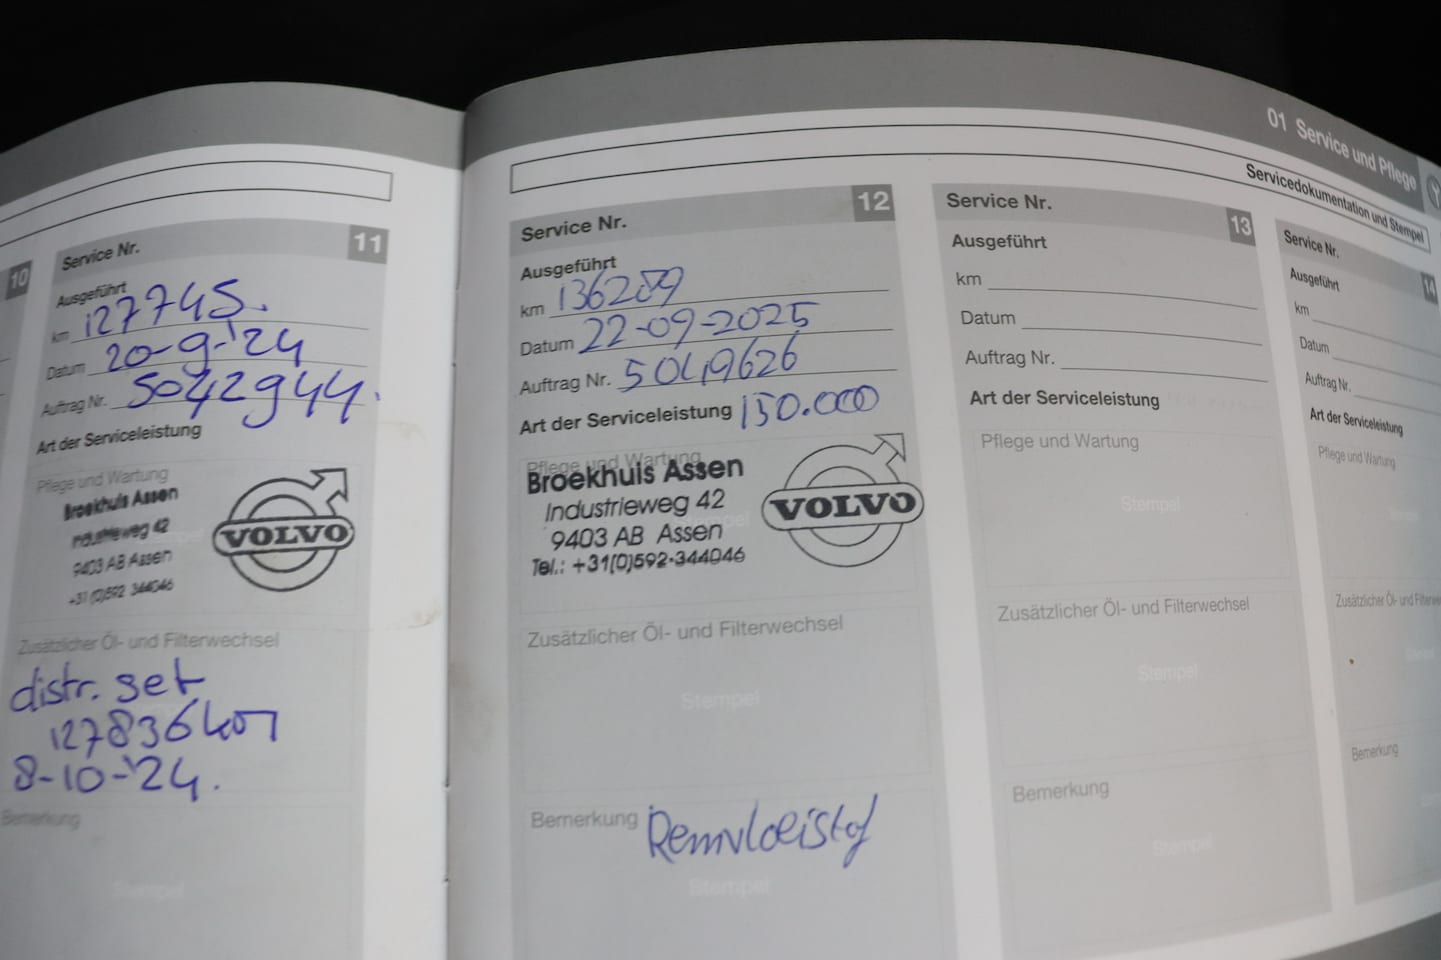 01 Service und Pflege
Servicedokumentation und Stempel
10
Service Nr. 11
Ausgeführt
km 127745.
Datum 20-9-'24
Auftrag Nr. 5042944.
Art der Serviceleistung
Pflege und Wartung
Broekhuis Assen
Industrieweg 42
9403 AB Assen
+31 (0)592 344046
VOLVO
Zusätzlicher Öl- und Filterwechsel
distr. set
127836 km
8-10-'24.
Bemerkung
Stempel
Service Nr. 12
Ausgeführt
km 136209
Datum 22-09-2025
Auftrag Nr. 5049626
Art der Serviceleistung 150.000
Pflege und Wartung
Broekhuis Assen
Industrieweg 42
9403 AB Assen
Tel.: +31(0)592-344046
VOLVO
Zusätzlicher Öl- und Filterwechsel
Stempel
Bemerkung Remvloeistof
Stempel
Service Nr. 13
Ausgeführt
km
Datum
Auftrag Nr.
Art der Serviceleistung
Pflege und Wartung
Stempel
Zusätzlicher Öl- und Filterwechsel
Stempel
Bemerkung
Stempel
Service Nr. 14
Ausgeführt
km
Datum
Auftrag Nr.
Art der Serviceleistung
Pflege und Wartung
Zusätzlicher Öl- und Filterwe
Bemerkung